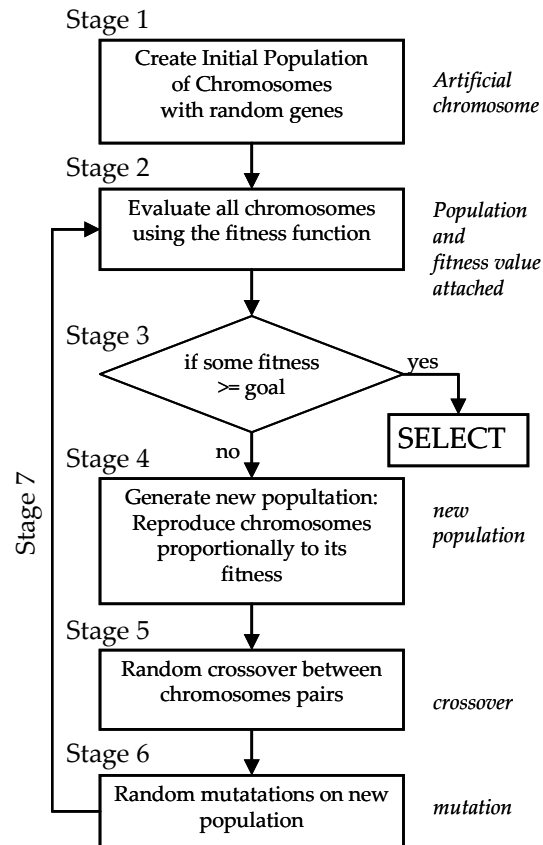 Stage 1
Create Initial Population
of Chromosomes
with random genes
Artificial
chromosome
Stage 2
Evaluate all chromosomes
using the fitness function
Population
and
fitness value
attached
Stage 3
if some fitness
>= goal
yes
SELECT
no
Stage 4
Generate new popultation:
Reproduce chromosomes
proportionally to its
fitness
new
population
Stage 5
Random crossover between
chromosomes pairs
crossover
Stage 6
Random mutatations on new
population
mutation
Stage 7